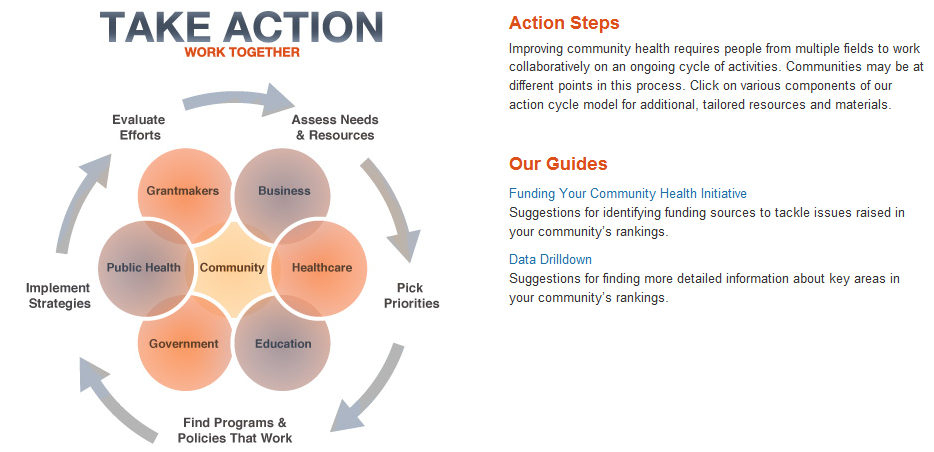 TAKE ACTION
WORK TOGETHER
Evaluate
Efforts
Assess Needs
& Resources
Grantmakers
Business
Public Health
Community
Healthcare
Implement
Strategies
Pick
Priorities
Government
Education
Find Programs &
Policies That Work
Action Steps
Improving community health requires people from multiple fields to work
collaboratively on an ongoing cycle of activities. Communities may be at
different points in this process. Click on various components of our
action cycle model for additional, tailored resources and materials.
Our Guides
Funding Your Community Health Initiative
Suggestions for identifying funding sources to tackle issues raised in
your community’s rankings.
Data Drilldown
Suggestions for finding more detailed information about key areas in
your community’s rankings.